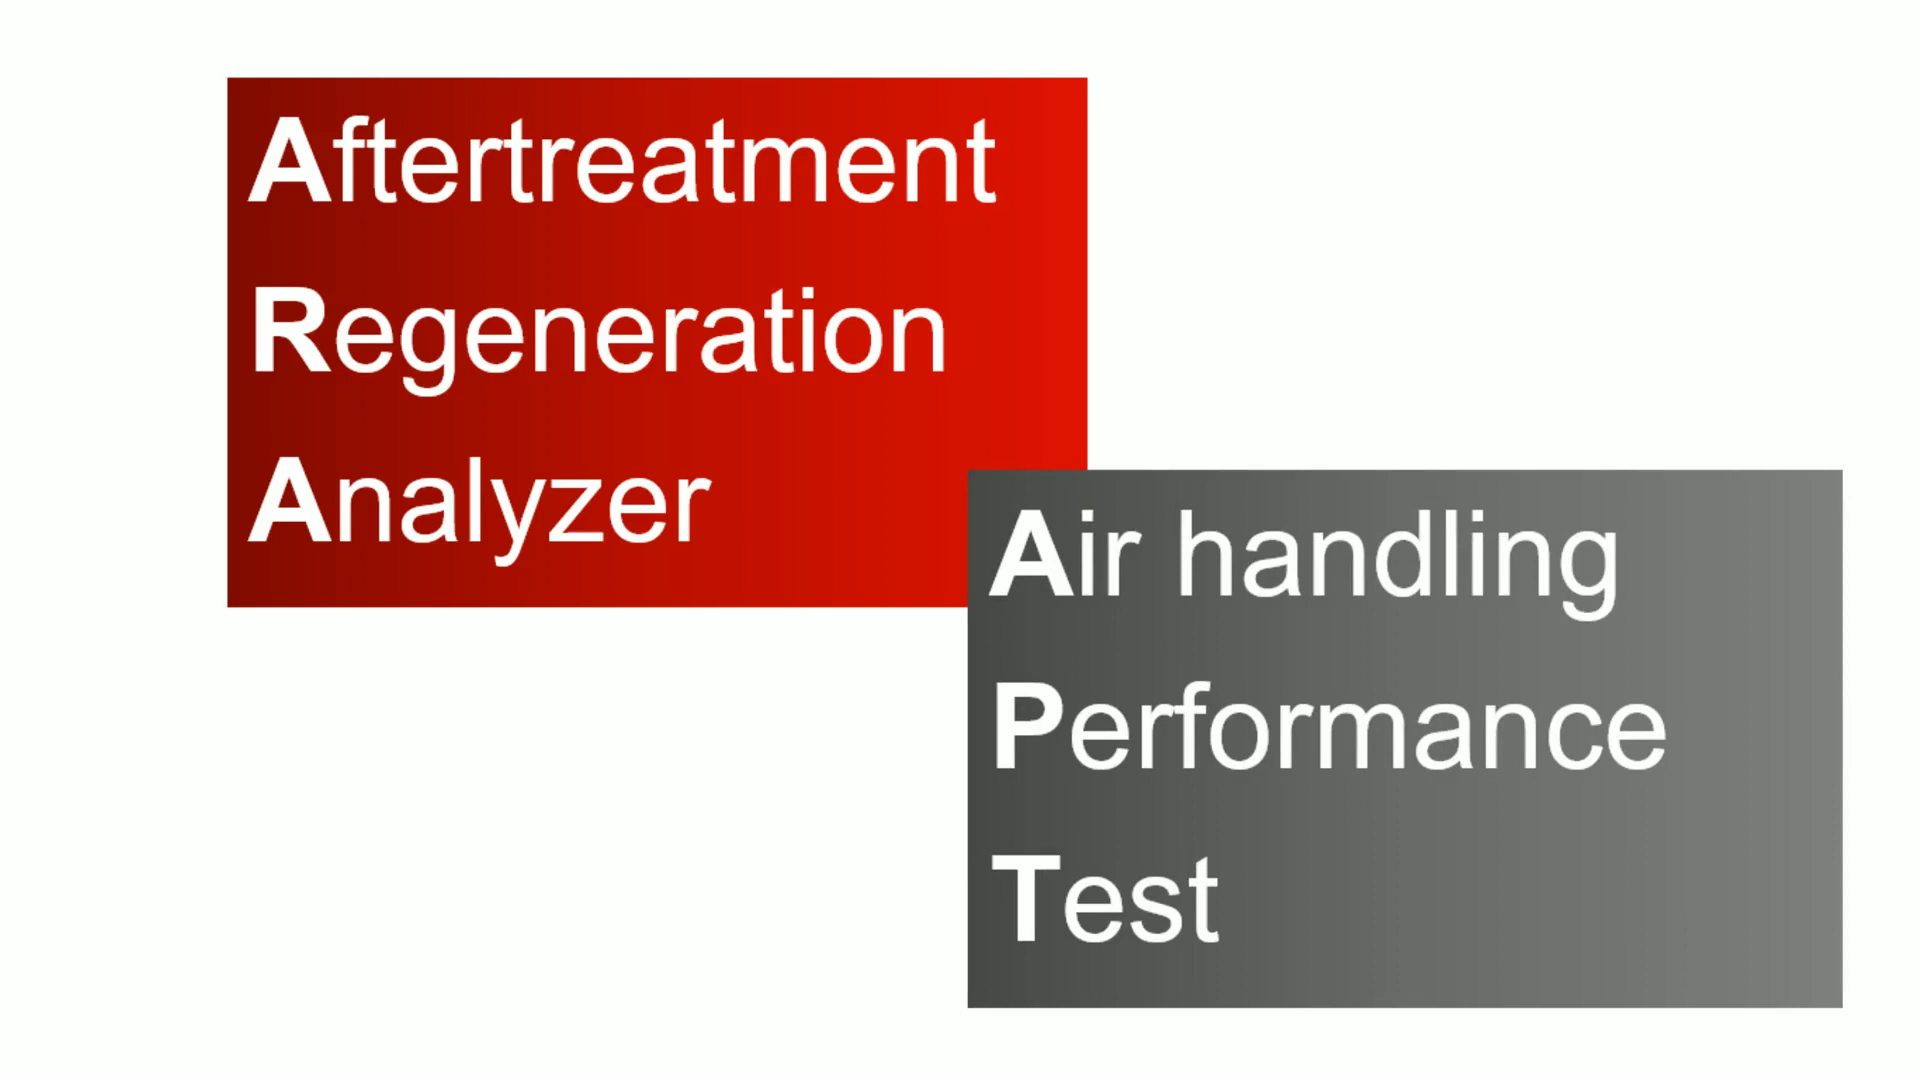 Aftertreatment
Regeneration
Analyzer
Air handling
Performance
Test